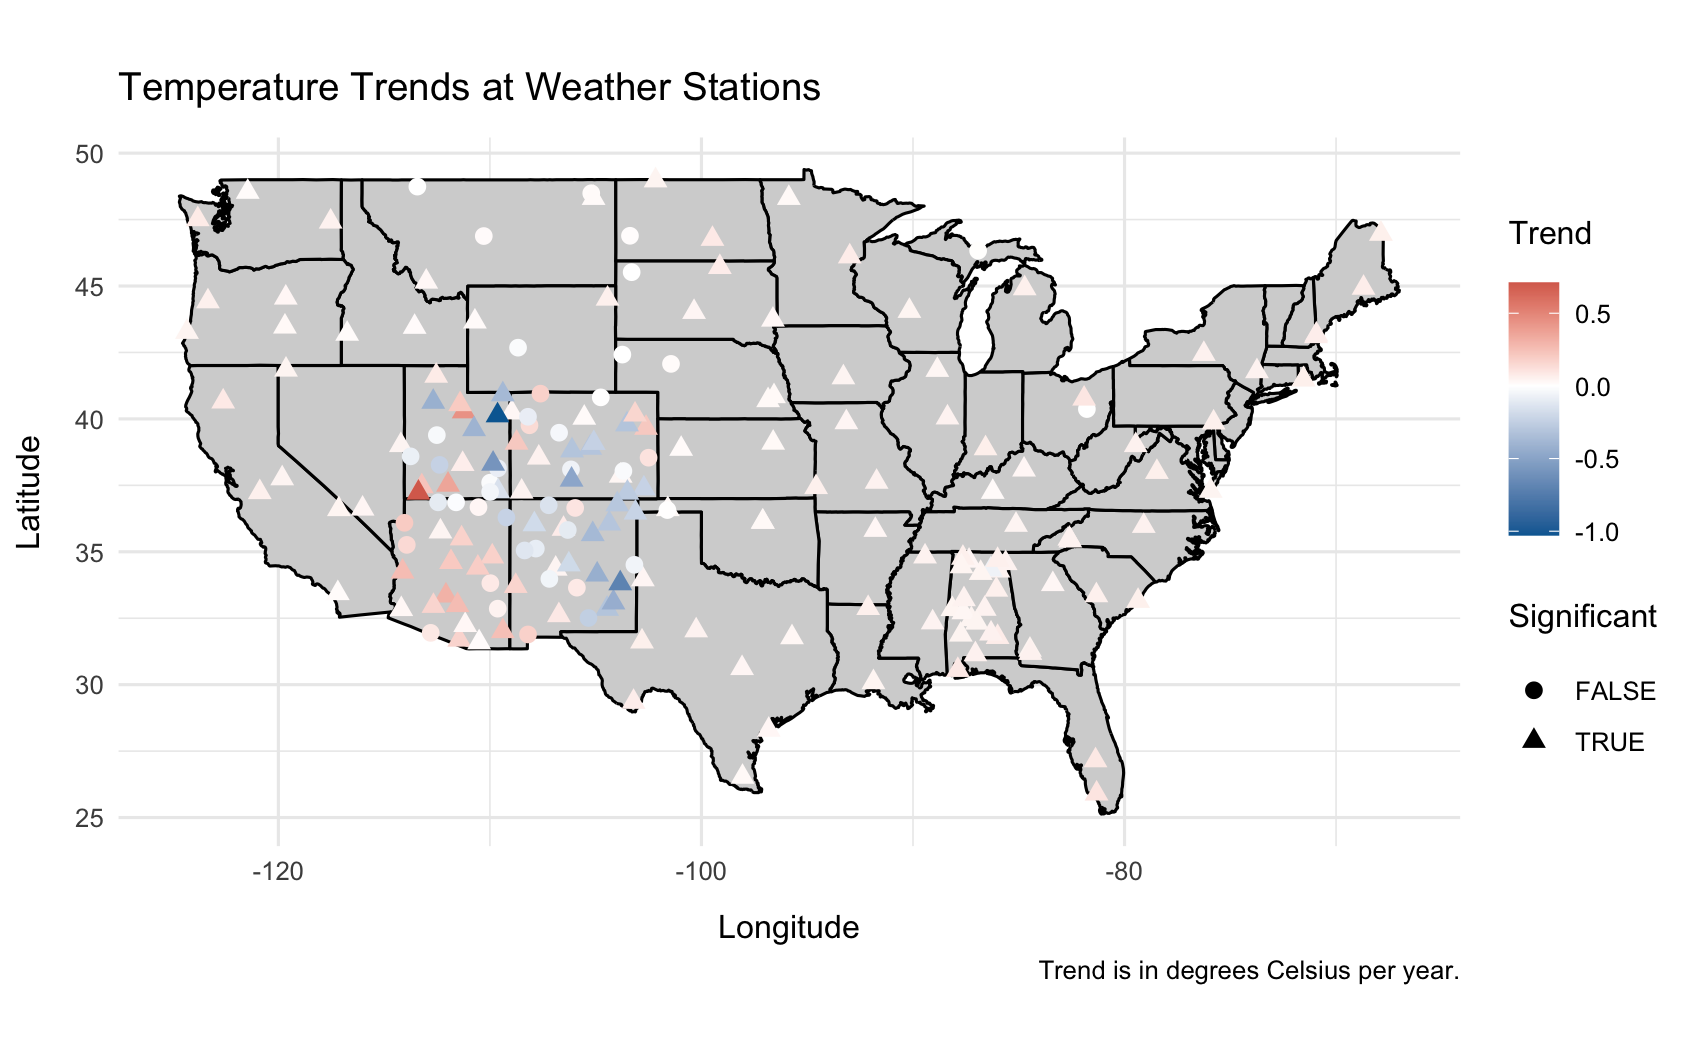 Temperature Trends at Weather Stations
50
45
40
35
30
25
Latitude
-120
-100
-80
Longitude
Trend is in degrees Celsius per year.
Trend
0.5
0.0
-0.5
-1.0
Significant
FALSE
TRUE